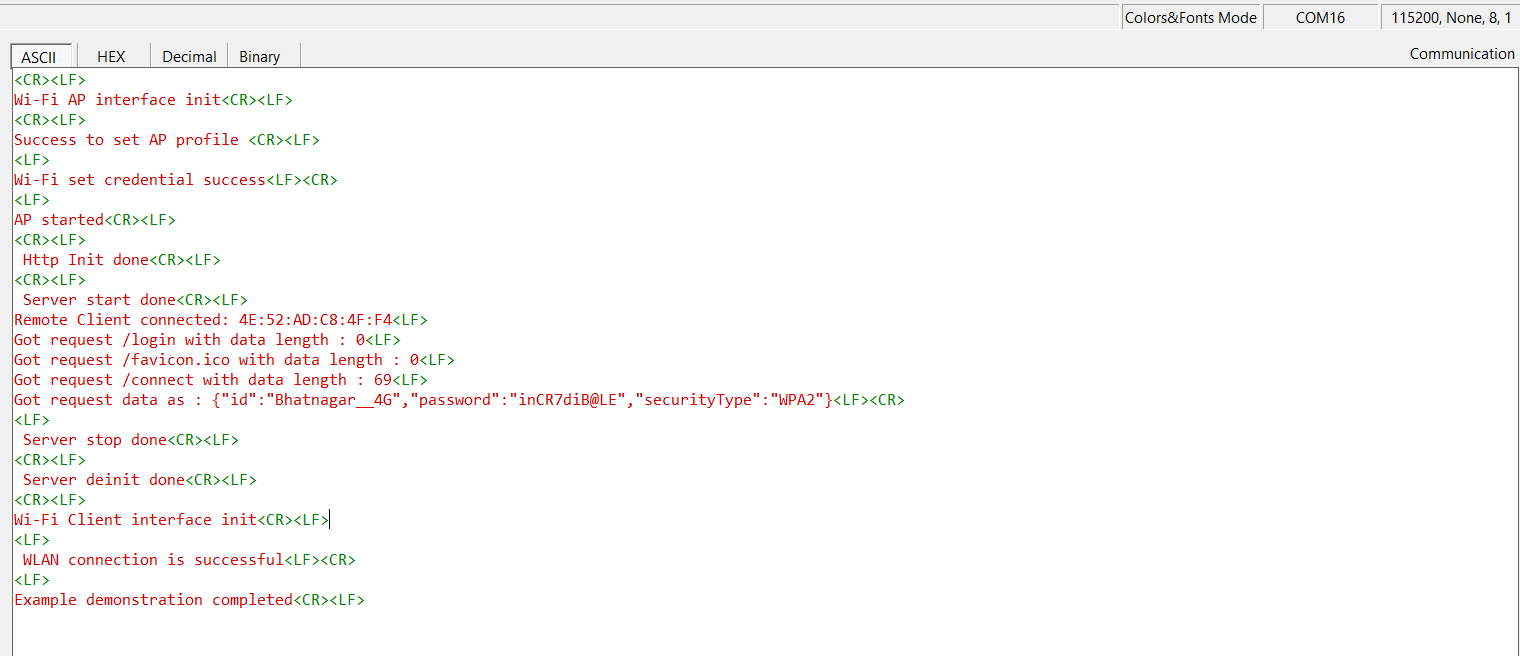 Colors&Fonts Mode COM16 115200, None, 8, 1
ASCII HEX Decimal Binary Communication
<CR><LF>
Wi-Fi AP interface init<CR><LF>
<CR><LF>
Success to set AP profile <CR><LF>
<LF>
Wi-Fi set credential success<LF><CR>
<LF>
AP started<CR><LF>
<CR><LF>
Http Init done<CR><LF>
<CR><LF>
Server start done<CR><LF>
Remote Client connected: 4E:52:AD:C8:4F:F4<LF>
Got request /login with data length : 0<LF>
Got request /favicon.ico with data length : 0<LF>
Got request /connect with data length : 69<LF>
Got request data as : {"id":"Bhatnagar__4G","password":"inCR7diB@LE","securityType":"WPA2"}<LF><CR>
<LF>
Server stop done<CR><LF>
<CR><LF>
Server deinit done<CR><LF>
<CR><LF>
Wi-Fi Client interface init<CR><LF>
<LF>
WLAN connection is successful<LF><CR>
<LF>
Example demonstration completed<CR><LF>